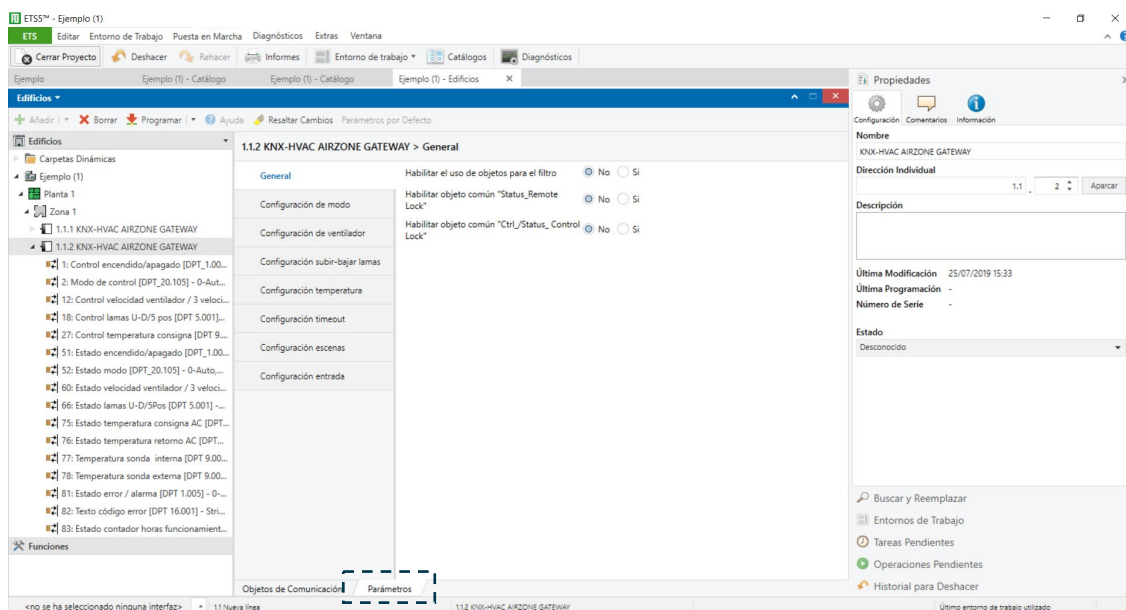 ETS5™ - Ejemplo (1)
ETS Editar Entorno de Trabajo Puesta en Marcha Diagnósticos Extras Ventana
Cerrar Proyecto Deshacer Rehacer Informes Entorno de trabajo Catálogos Diagnósticos
Ejemplo Ejemplo (1) - Catálogo Ejemplo (1) - Catálogo Ejemplo (1) - Edificios
Edificios
Añadir Borrar Programar Ayuda Resaltar Cambios Parámetros por Defecto
Edificios
Carpetas Dinámicas
Ejemplo (1)
Planta 1
Zona 1
1.1.1 KNX-HVAC AIRZONE GATEWAY
1.1.2 KNX-HVAC AIRZONE GATEWAY
1: Control encendido/apagado [DPT_1.00...
2: Modo de control [DPT_20.105] - 0-Aut...
12: Control velocidad ventilador / 3 veloci...
18: Control lamas U-D/5 pos [DPT 5.001]...
27: Control temperatura consigna [DPT 9....
51: Estado encendido/apagado [DPT_1.00...
52: Estado modo [DPT_20.105] - 0-Auto,...
60: Estado velocidad ventilador / 3 veloci...
66: Estado lamas U-D/5Pos [DPT 5.001] -...
75: Estado temperatura consigna AC [DPT...
76: Estado temperatura retorno AC [DPT...
77: Temperatura sonda interna [DPT 9.00...
78: Temperatura sonda externa [DPT 9.00...
81: Estado error / alarma [DPT 1.005] - 0-...
82: Texto código error [DPT 16.001] - Stri...
83: Estado contador horas funcionamient...
Funciones
1.1.2 KNX-HVAC AIRZONE GATEWAY > General
General
Configuración de modo
Configuración de ventilador
Configuración subir-bajar lamas
Configuración temperatura
Configuración timeout
Configuración escenas
Configuración entrada
Habilitar el uso de objetos para el filtro No Si
Habilitar objeto común "Status_Remote
Lock" No Si
Habilitar objeto común "Ctrl_/Status_ Control
Lock" No Si
Objetos de Comunicación Parámetros
Propiedades
Configuración Comentarios Información
Nombre
KNX-HVAC AIRZONE GATEWAY
Dirección Individual
1.1 . 2 Aparcar
Descripción
Última Modificación 25/07/2019 15:33
Última Programación -
Número de Serie -
Estado
Desconocido
Buscar y Reemplazar
Entornos de Trabajo
Tareas Pendientes
Operaciones Pendientes
Historial para Deshacer
<no se ha seleccionado ninguna interfaz> 1.1 Nueva línea 1.1.2 KNX-HVAC AIRZONE GATEWAY Último entorno de trabajo utilizado